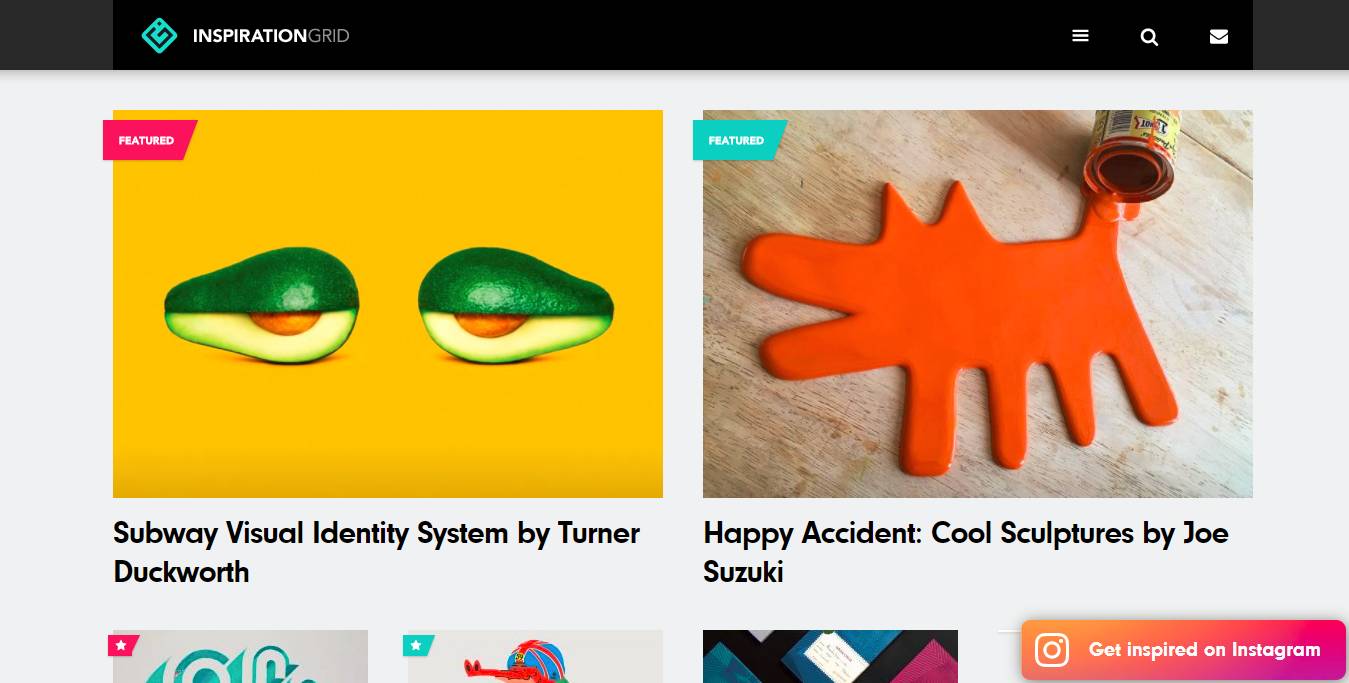 INSPIRATIONGRID
FEATURED
FEATURED
Subway Visual Identity System by Turner
Duckworth
Happy Accident: Cool Sculptures by Joe
Suzuki
Get inspired on Instagram